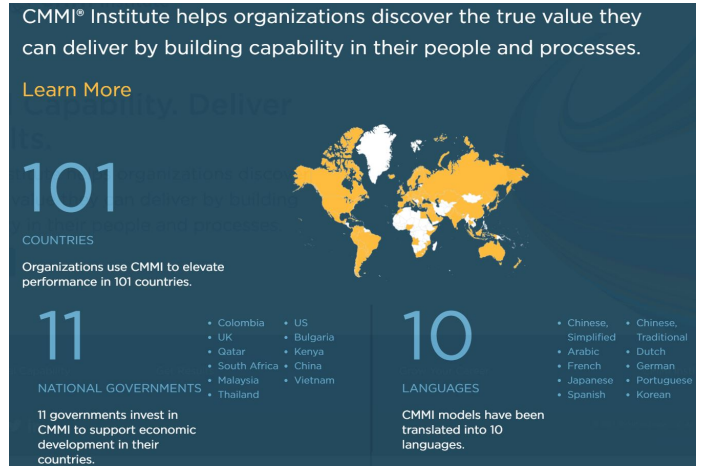 CMMI® Institute helps organizations discover the true value they
can deliver by building capability in their people and processes.
Learn More
Capability. Deliver
101
COUNTRIES
Organizations use CMMI to elevate
performance in 101 countries.
11
NATIONAL GOVERNMENTS
11 governments invest in
CMMI to support economic
development in their
countries.
• Colombia
• UK
• Qatar
• South Africa
• Malaysia
• Thailand
• US
• Bulgaria
• Kenya
• China
• Vietnam
10
LANGUAGES
CMMI models have been
translated into 10
languages.
• Chinese,
Simplified
• Arabic
• French
• Japanese
• Spanish
• Chinese,
Traditional
• Dutch
• German
• Portuguese
• Korean